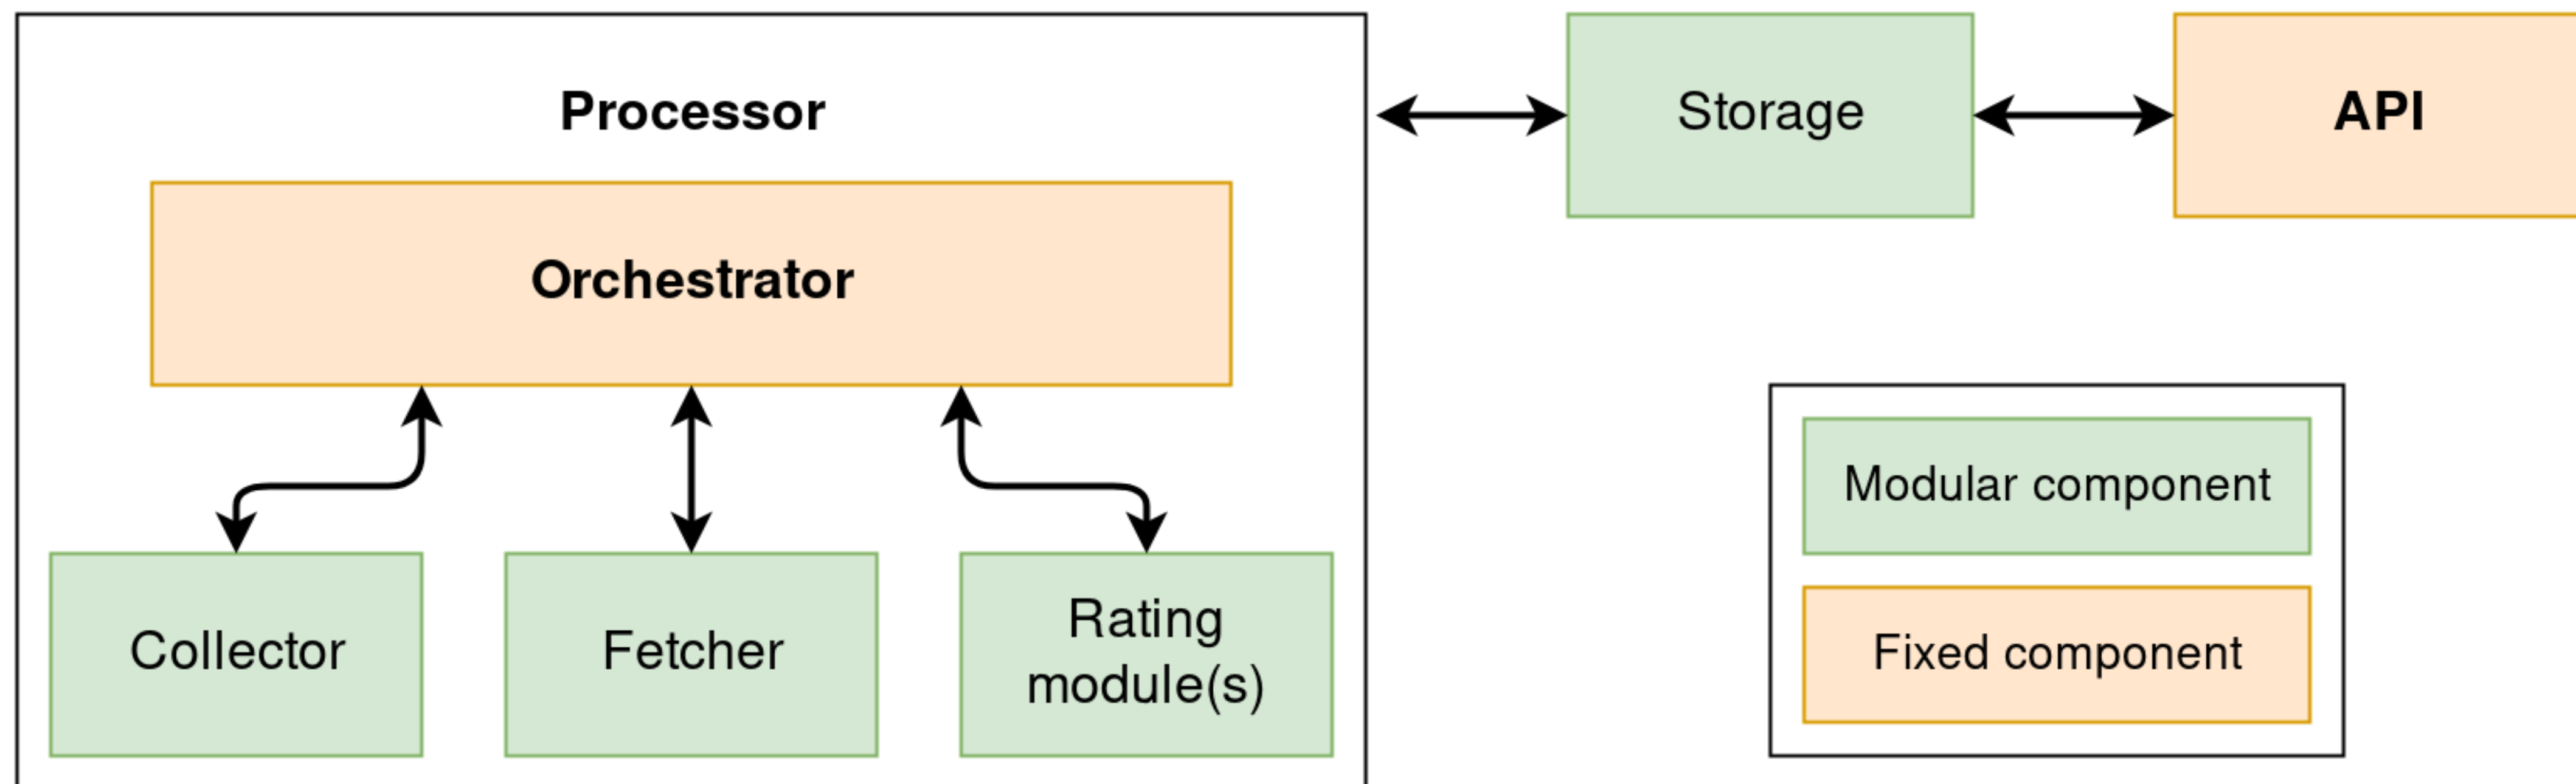 Processor
Storage
API
Orchestrator
Collector
Fetcher
Rating
module(s)
Modular component
Fixed component